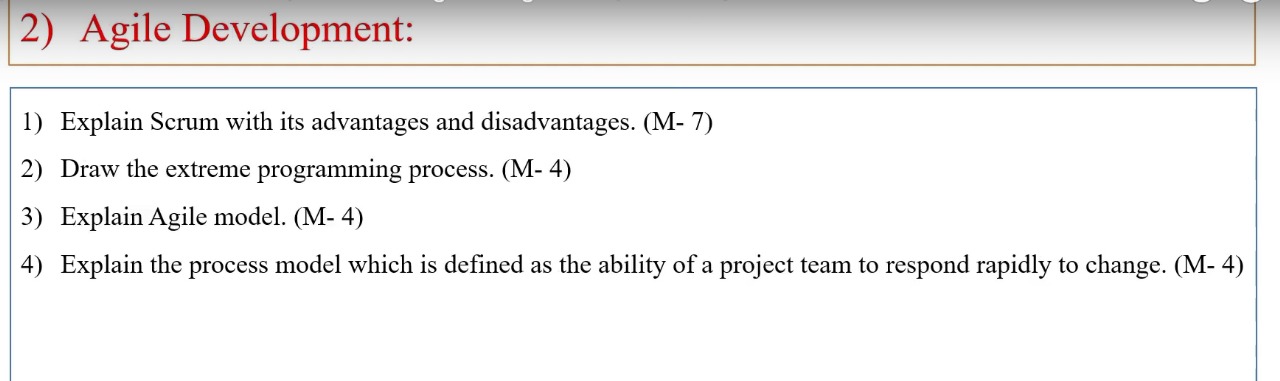 2) Agile Development:
1) Explain Scrum with its advantages and disadvantages. (M- 7)
2) Draw the extreme programming process. (M- 4)
3) Explain Agile model. (M- 4)
4) Explain the process model which is defined as the ability of a project team to respond rapidly to change. (M- 4)